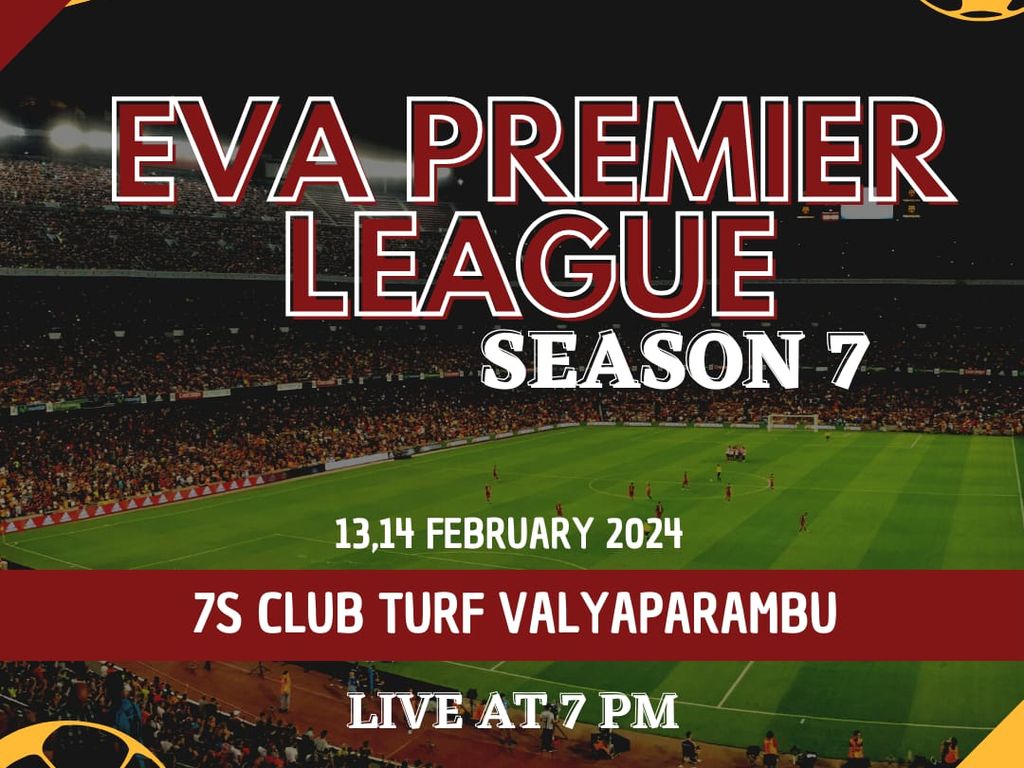 EVA PREMIER
LEAGUE
SEASON 7
13,14 FEBRUARY 2024
7S CLUB TURF VALYAPARAMBU
LIVE AT 7 PM